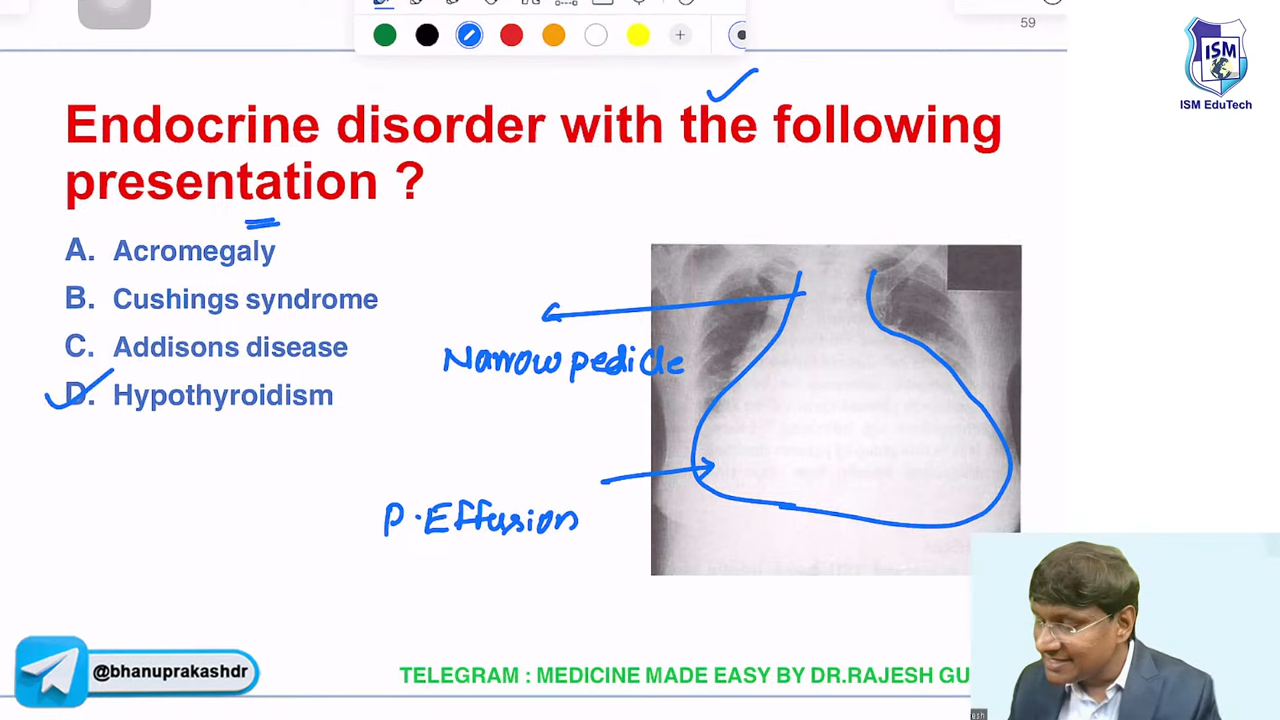 59
ISM
ISM EduTech
Endocrine disorder with the following
presentation ?
A. Acromegaly
B. Cushings syndrome
C. Addisons disease
D. Hypothyroidism
Narrow pedicle
P. Effusion
@bhanuprakashdr
TELEGRAM : MEDICINE MADE EASY BY DR.RAJESH GU
esh